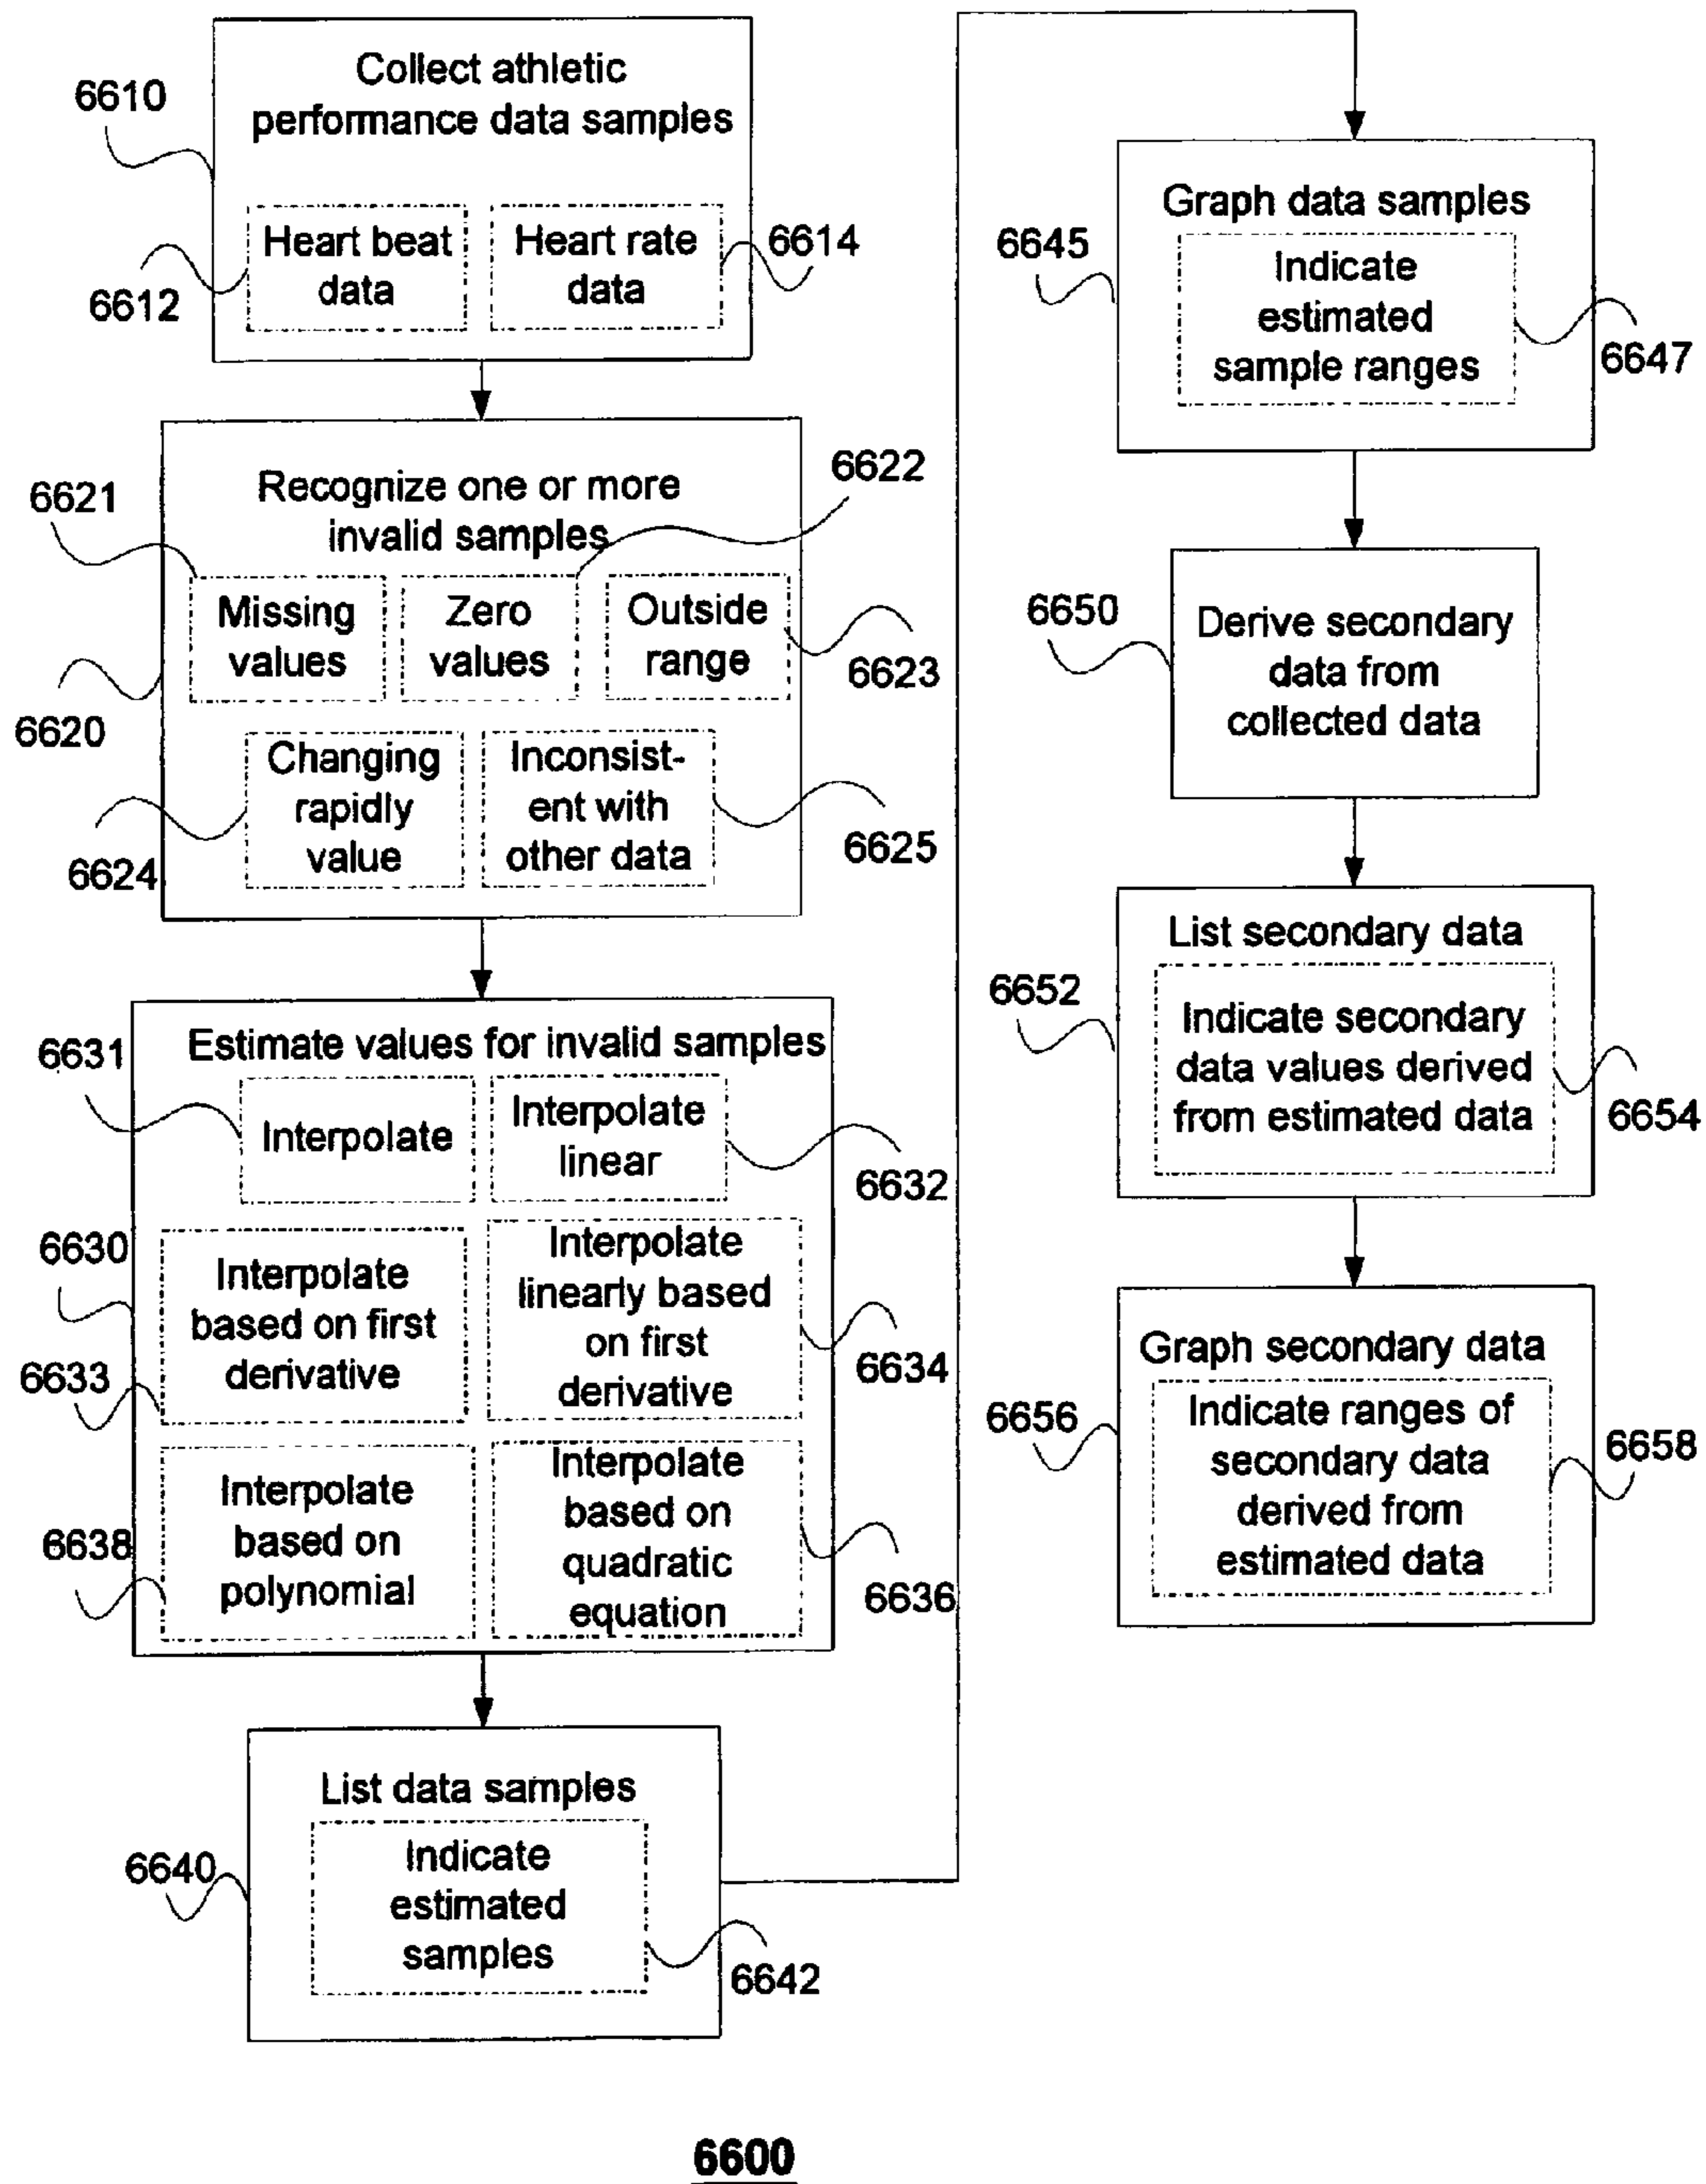 Collect athletic
performance data samples
6610
Heart beat
data
Heart rate
data
6614
6612
Recognize one or more
invalid samples
6621
6622
Missing
values
Zero
values
Outside
range
6623
6620
Changing
rapidly
value
Inconsist-
ent with
other data
6624
6625
Estimate values for invalid samples
6631
Interpolate
Interpolate
linear
6632
6630
Interpolate
based on first
derivative
Interpolate
linearly based
on first
derivative
6633
6634
Interpolate
based on
polynomial
Interpolate
based on
quadratic
equation
6638
6636
List data samples
Indicate
estimated
samples
6640
6642
Graph data samples
6645
Indicate
estimated
sample ranges
6647
6650
Derive secondary
data from
collected data
List secondary data
6652
Indicate secondary
data values derived
from estimated data
6654
Graph secondary data
6656
Indicate ranges of
secondary data
derived from
estimated data
6658
6600